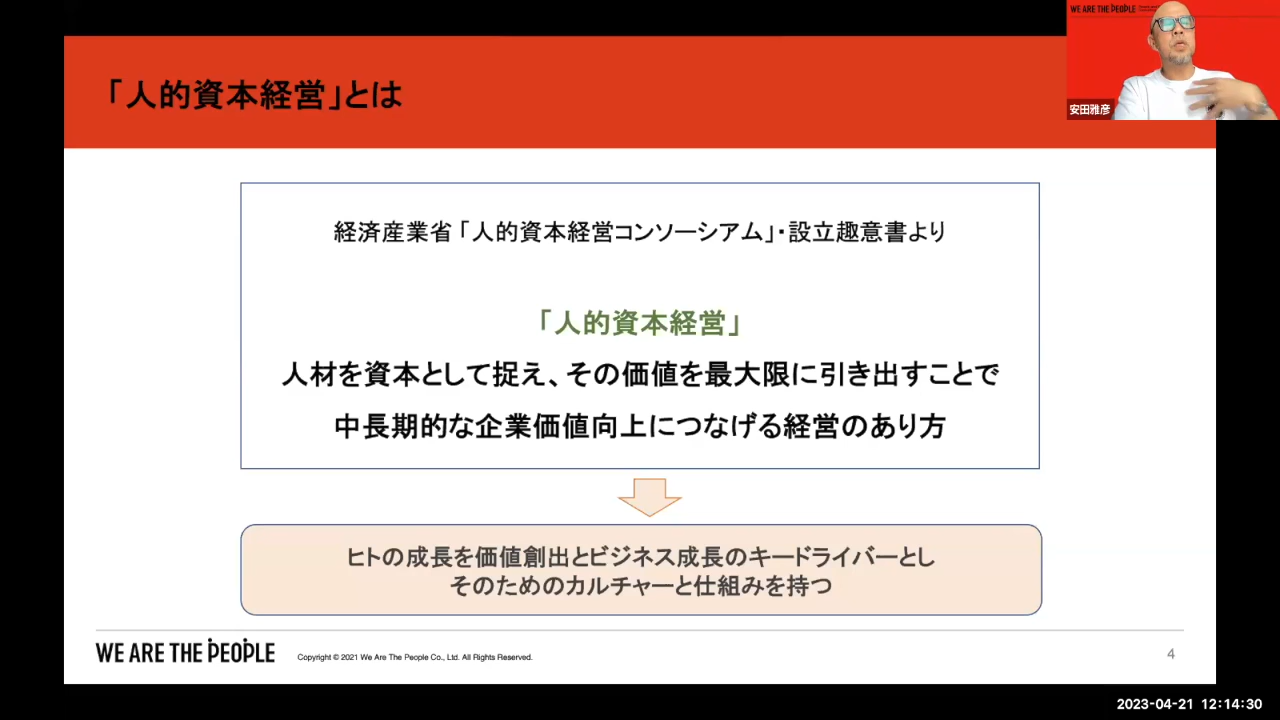 WE ARE THE PEOPLE
安田雅彦
「人的資本経営」とは
経済産業省「人的資本経営コンソーシアム」・設立趣意書より
「人的資本経営」
人材を資本として捉え、その価値を最大限に引き出すことで
中長期的な企業価値向上につなげる経営のあり方
ヒトの成長を価値創出とビジネス成長のキードライバーとし
そのためのカルチャーと仕組みを持つ
WE ARE THE PEOPLE
Copyright © 2021 We Are The People Co., Ltd. All Rights Reserved.
4
2023-04-21 12:14:30